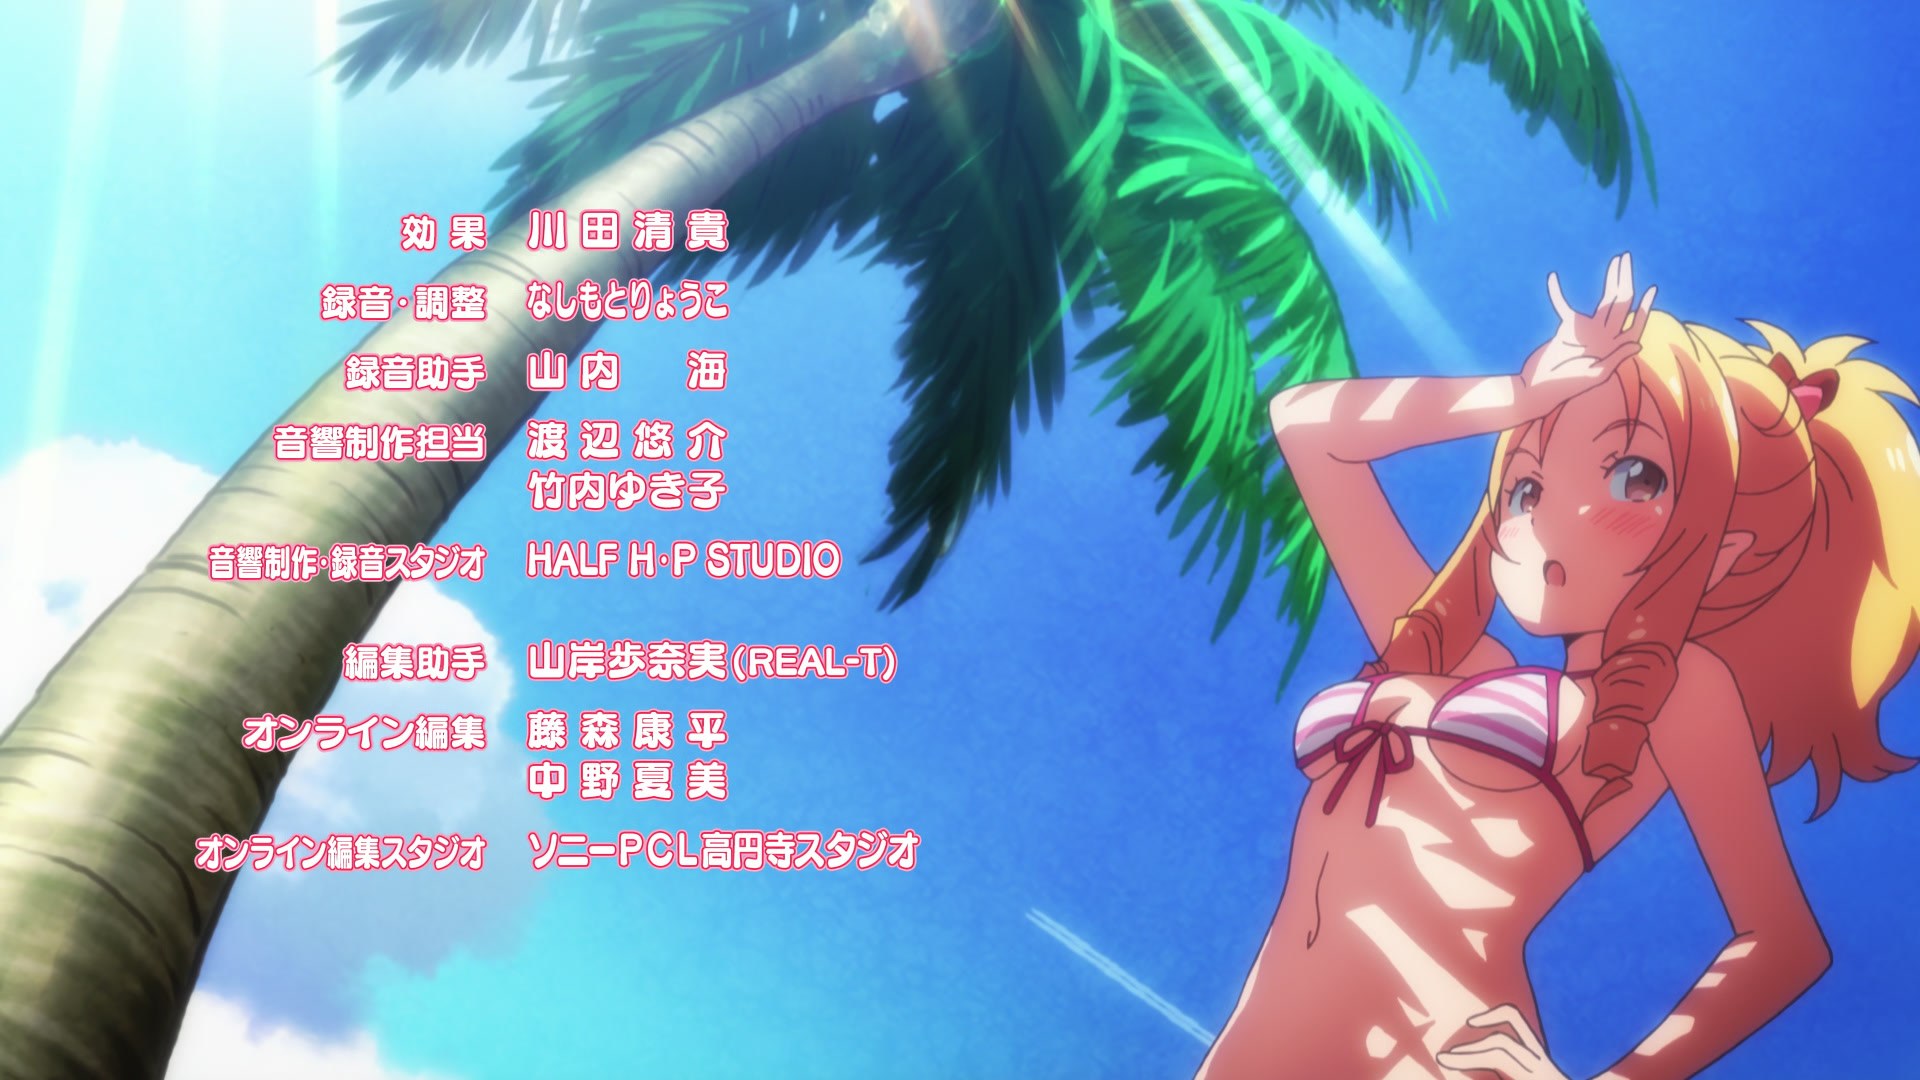 効果 川田清貴
録音・調整 なしもとりょうこ
録音助手 山内 海
音響制作担当 渡辺悠介
竹内ゆき子
音響制作・録音スタジオ HALF H・P STUDIO
編集助手 山岸歩奈実(REAL-T)
オンライン編集 藤森康平
中野夏美
オンライン編集スタジオ ソニーPCL高円寺スタジオ